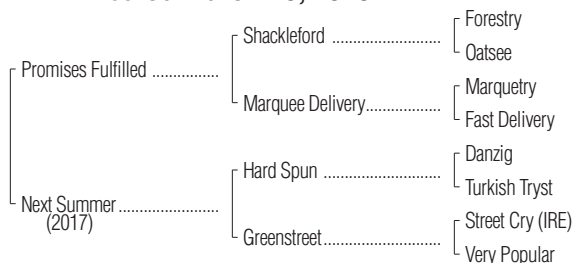 Forestry
Shackleford ....................
Oatsee
Promises Fulfilled ................
Marquetry
Marquee Delivery...................
Fast Delivery
Danzig
Hard Spun .........................
Turkish Tryst
Next Summer ........................
(2017)
Street Cry (IRE)
Greenstreet..........................
Very Popular